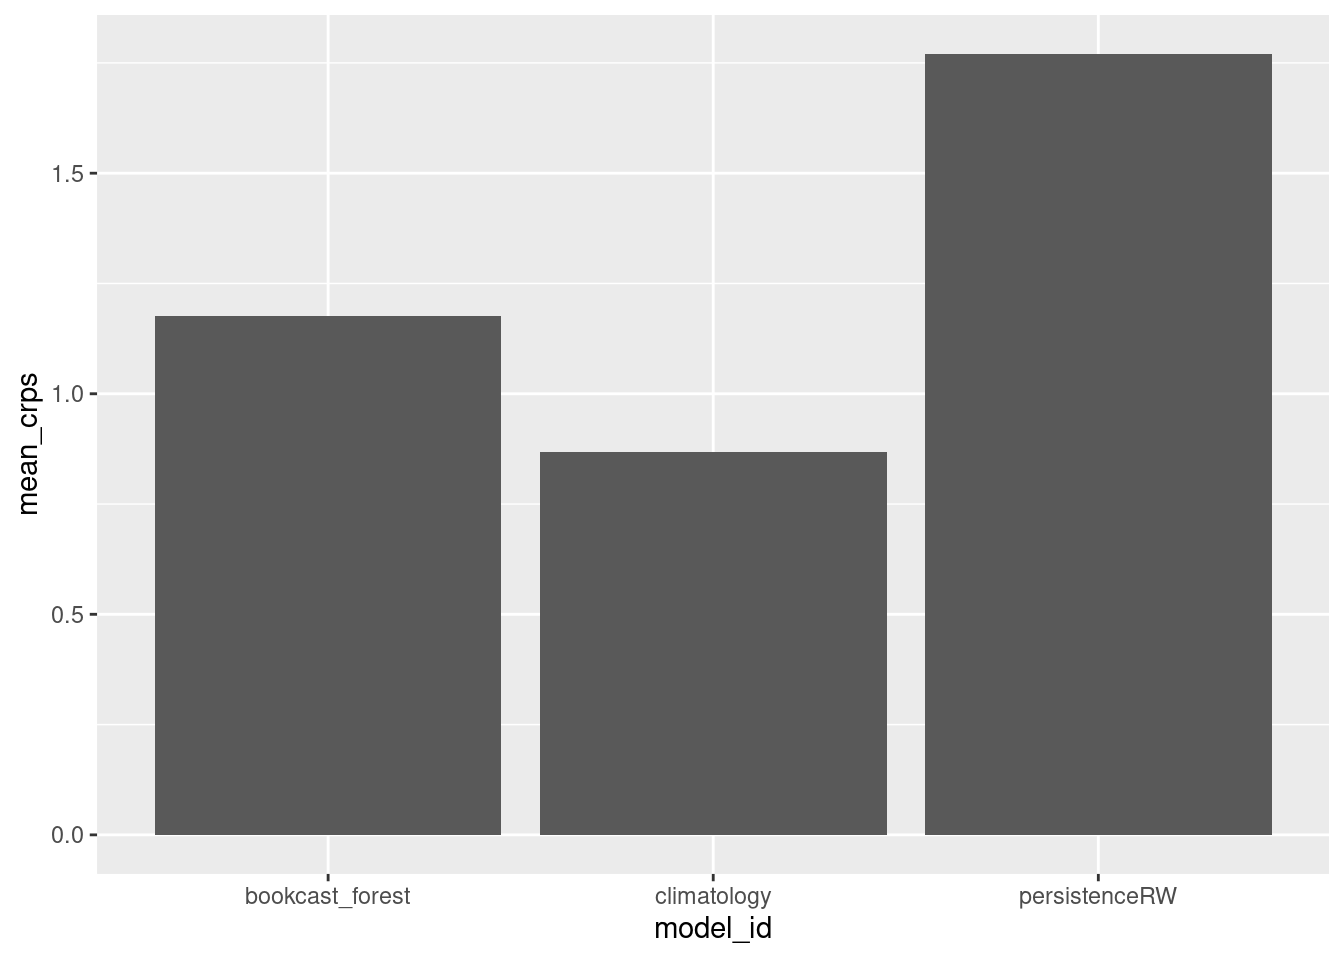 mean_crps
1.5
1.0
0.5
0.0
bookcast_forest
climatology
persistenceRW
model_id